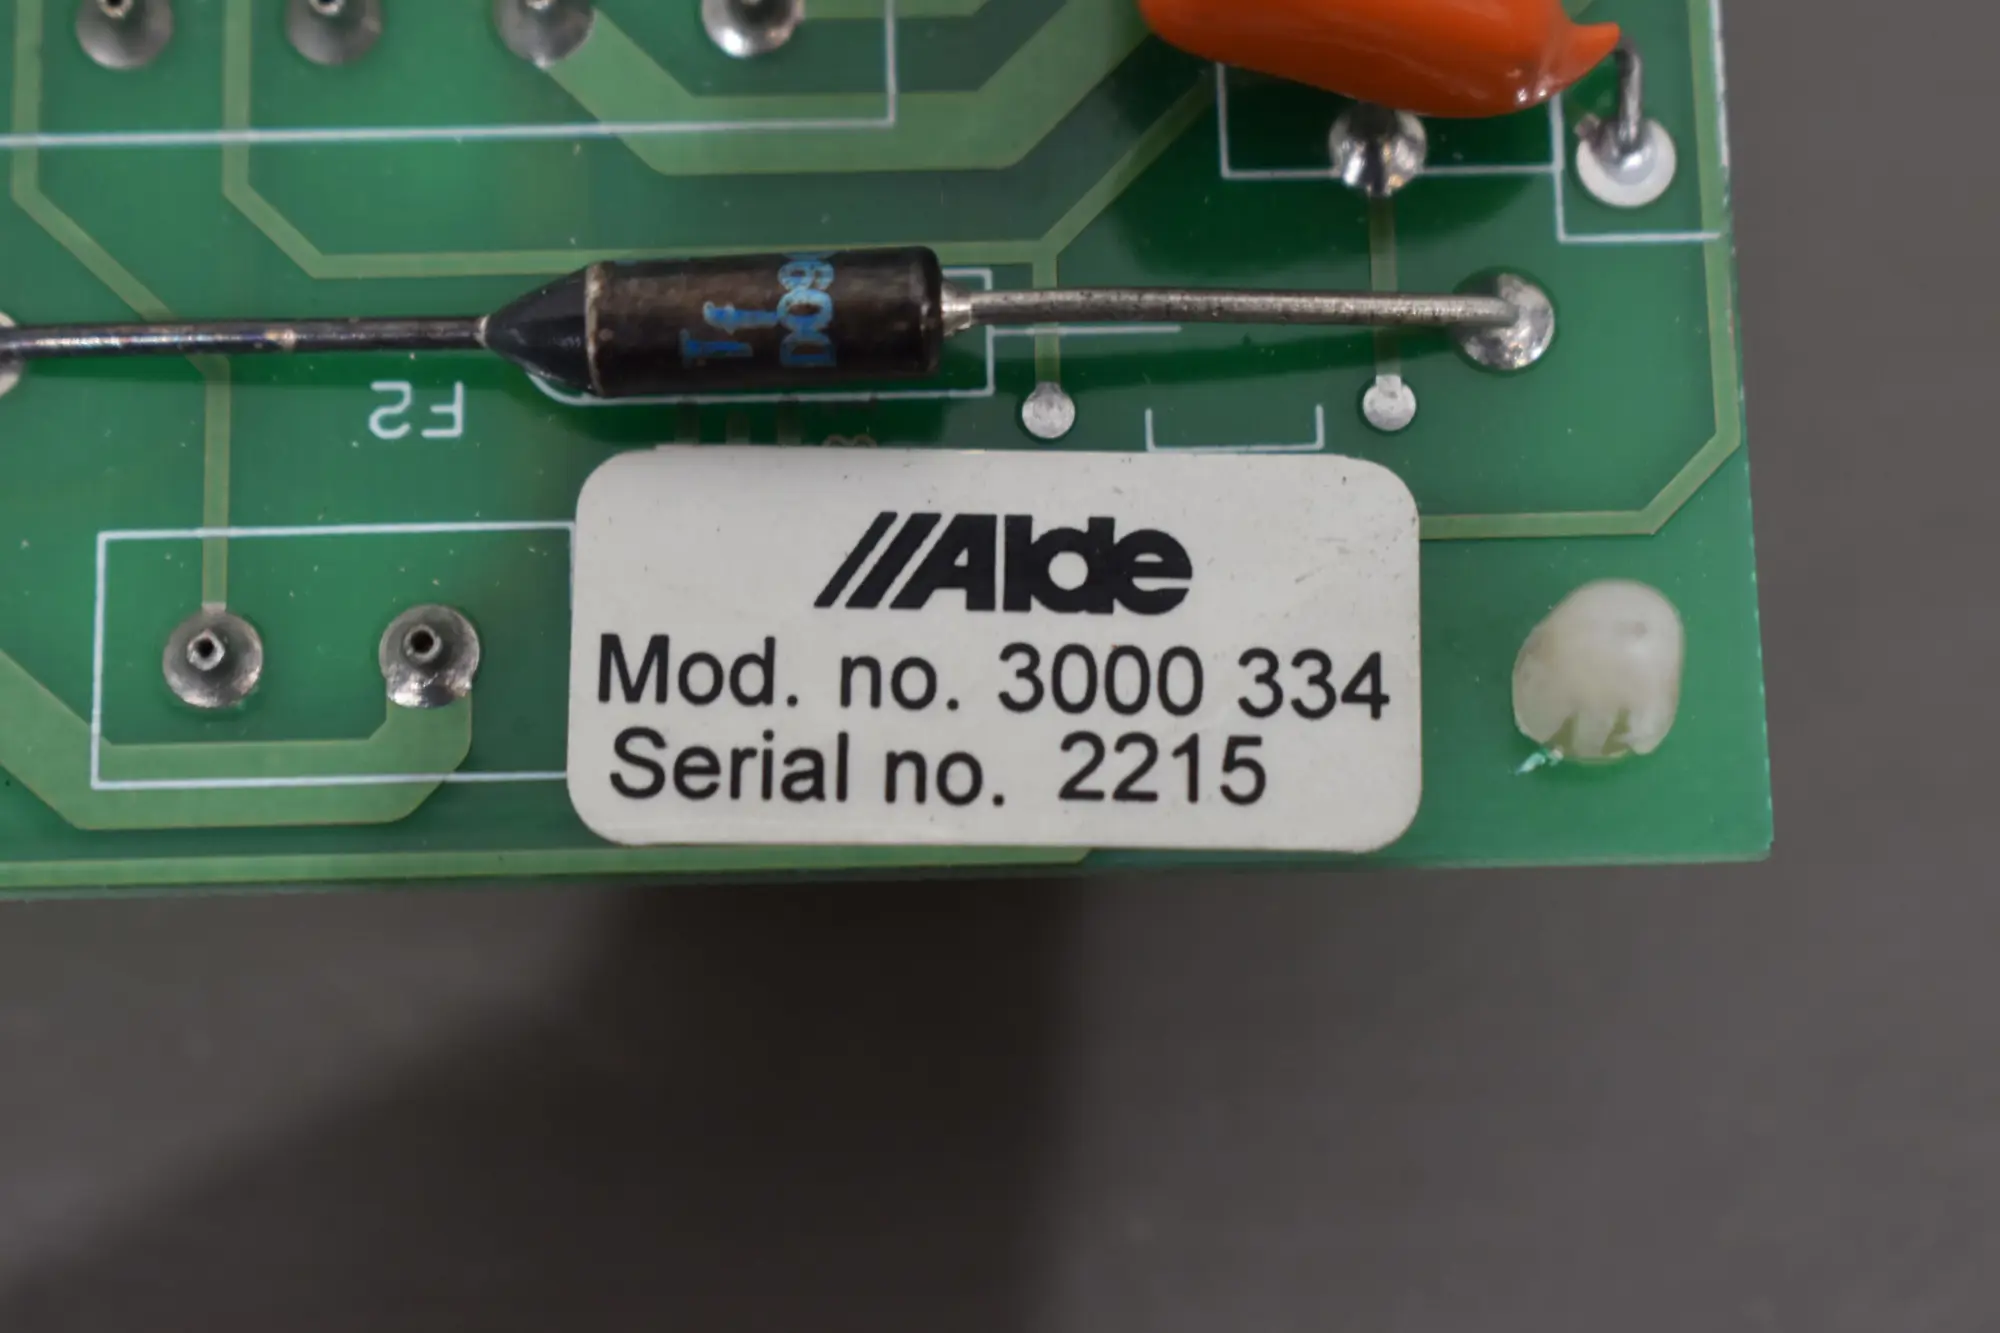 F2
//Alde
Mod. no. 3000 334
Serial no. 2215